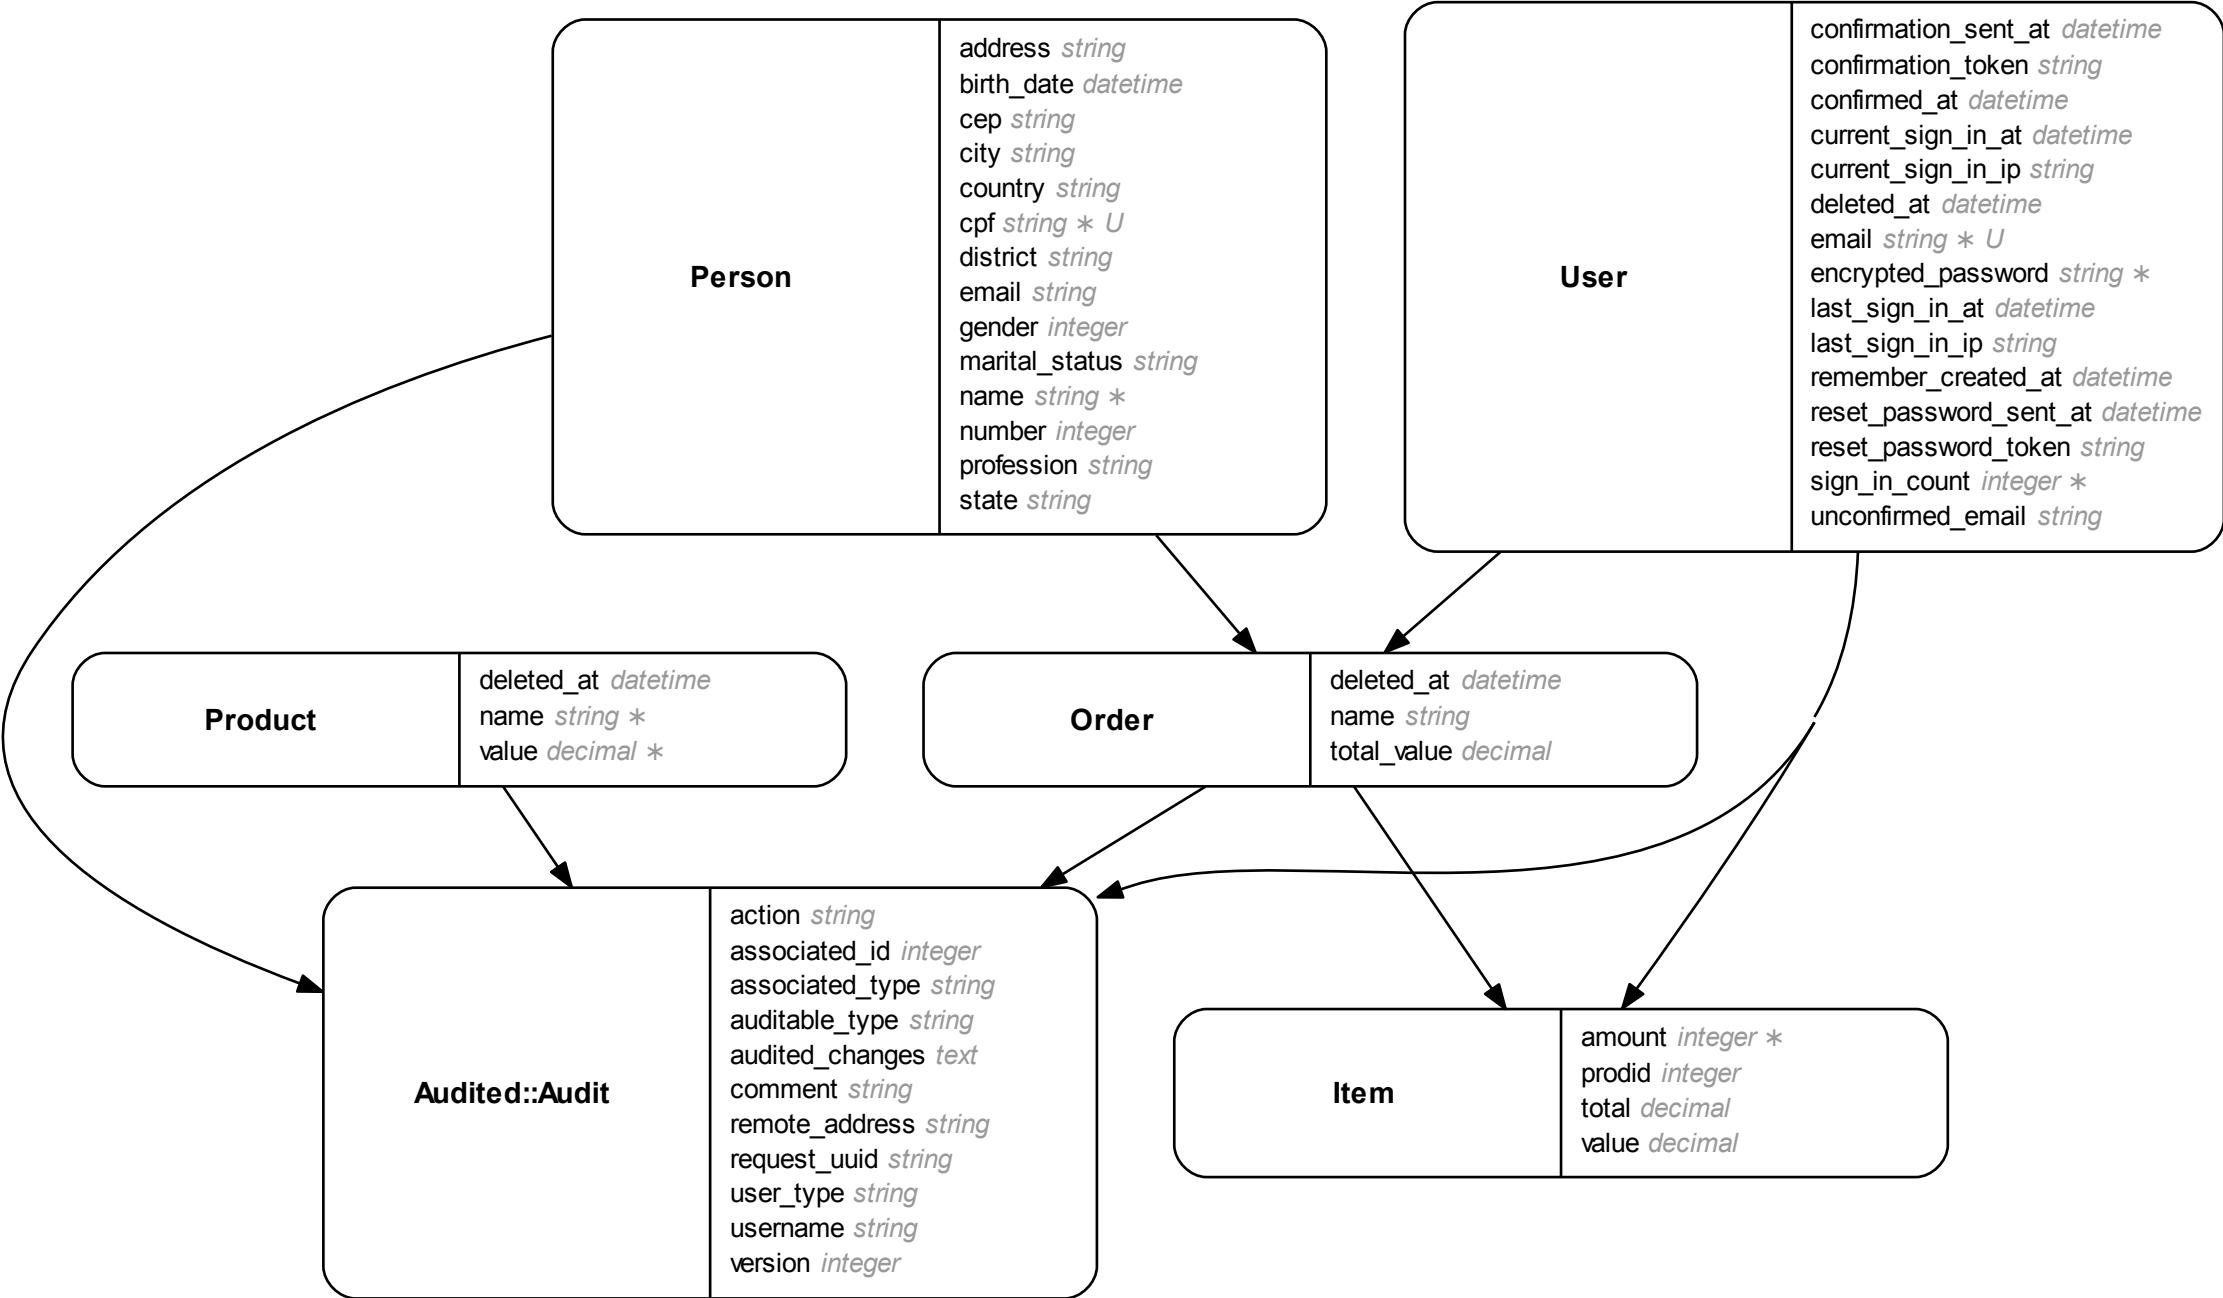 Person
address string
birth_date datetime
cep string
city string
country string
cpf string ∗ U
district string
email string
gender integer
marital_status string
name string ∗
number integer
profession string
state string
User
confirmation_sent_at datetime
confirmation_token string
confirmed_at datetime
current_sign_in_at datetime
current_sign_in_ip string
deleted_at datetime
email string ∗ U
encrypted_password string ∗
last_sign_in_at datetime
last_sign_in_ip string
remember_created_at datetime
reset_password_sent_at datetime
reset_password_token string
sign_in_count integer ∗
unconfirmed_email string
Product
deleted_at datetime
name string ∗
value decimal ∗
Order
deleted_at datetime
name string
total_value decimal
Audited::Audit
action string
associated_id integer
associated_type string
auditable_type string
audited_changes text
comment string
remote_address string
request_uuid string
user_type string
username string
version integer
Item
amount integer ∗
prodid integer
total decimal
value decimal